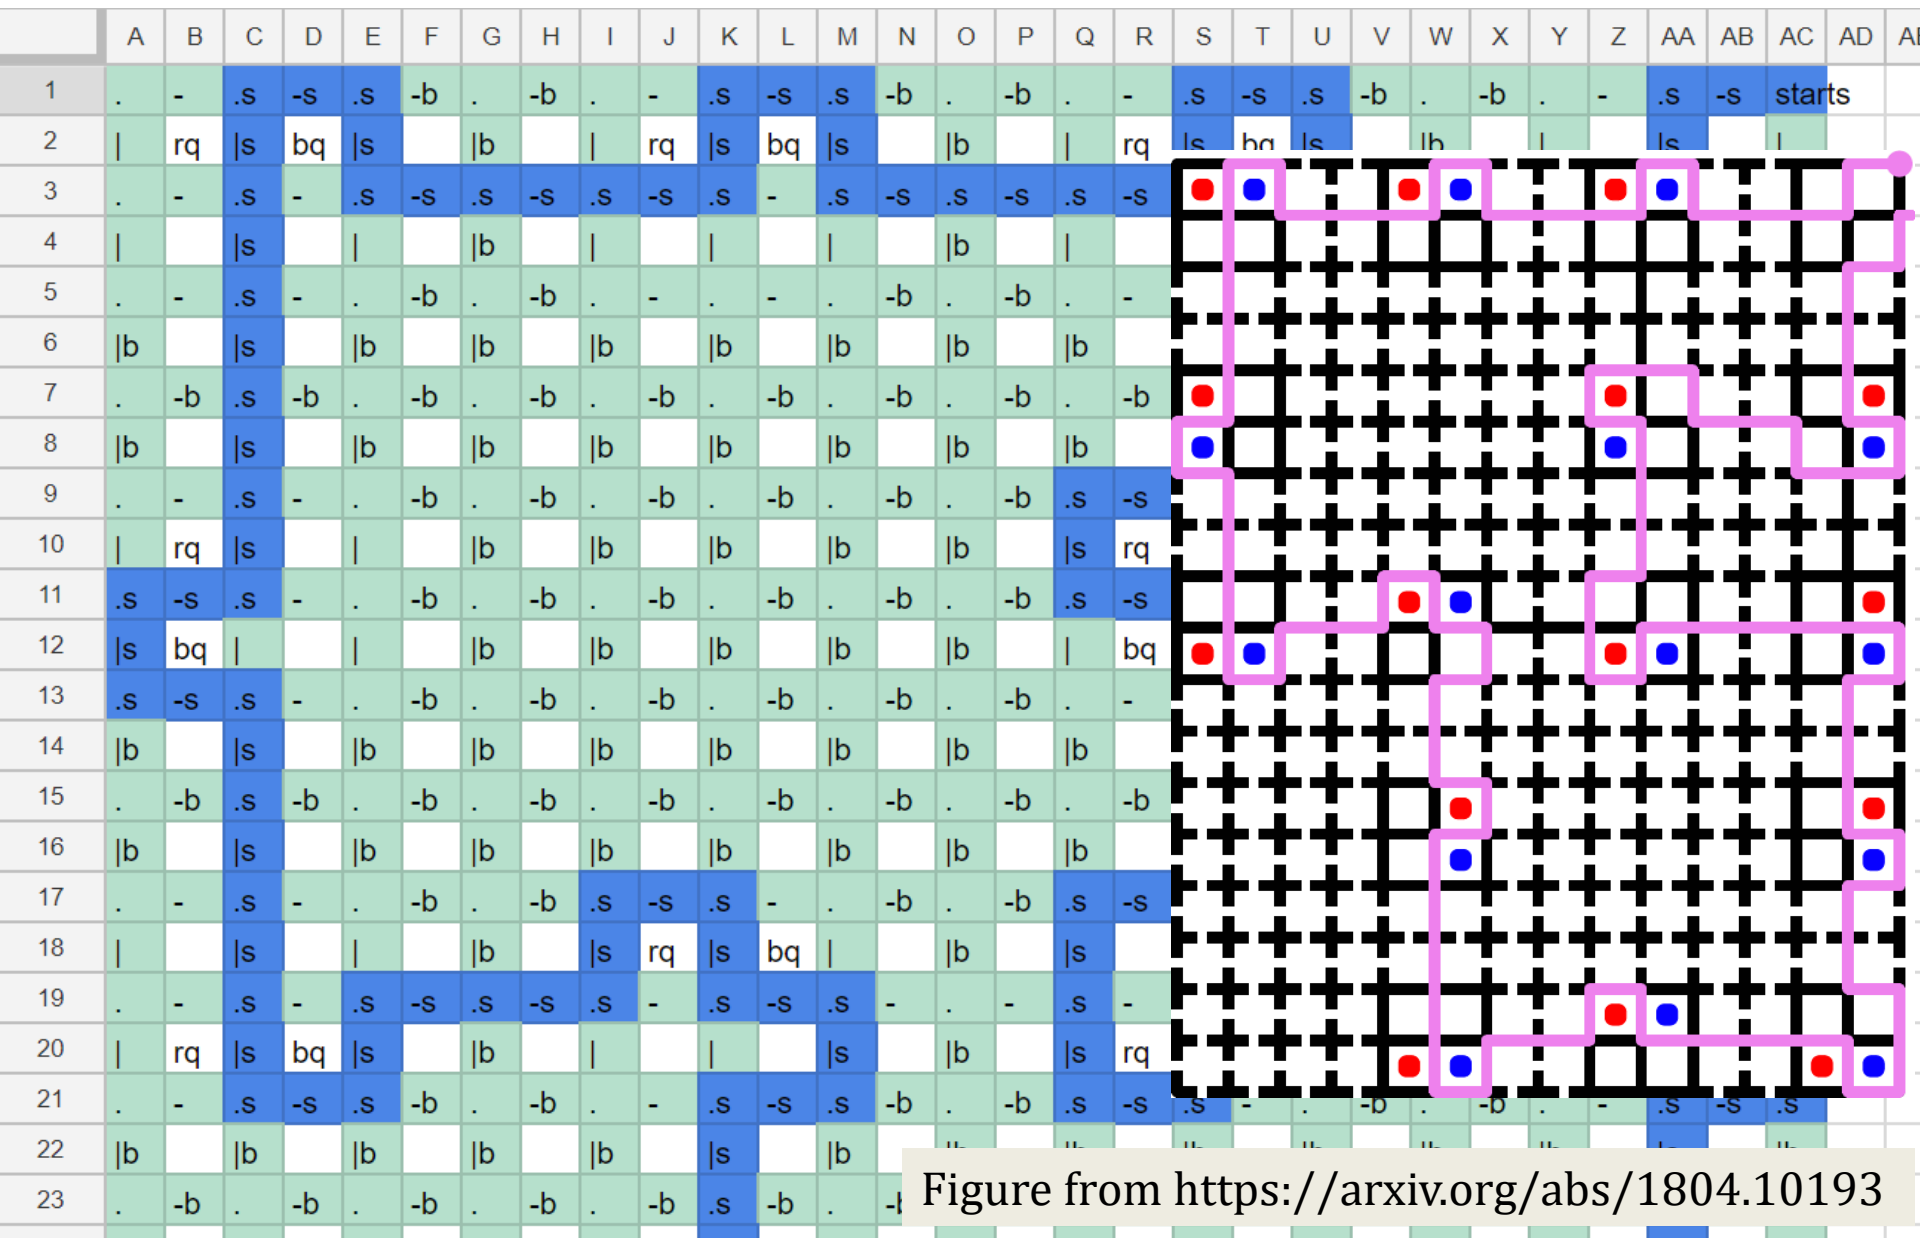 A B C D E F G H I J K L M N O P Q R S T U V W X Y Z AA AB AC AD
1 . - .s -s .s -b . -b . - .s -s .s -b . -b . - .s -s .s -b . -b . - .s -s starts
2 | rq |s bq |s |b | rq |s bq |s |b | rq |s bq |s |b | |s |
3 . - .s - .s -s .s -s .s -s .s - .s -s .s -s .s -s
4 | |s | |b | | | |b |
5 . - .s - . -b . -b . - . - . -b . -b . -
6 |b |s |b |b |b |b |b |b |b
7 . -b .s -b . -b . -b . -b . -b . -b . -b . -b
8 |b |s |b |b |b |b |b |b |b
9 . - .s - . -b . -b . -b . -b . -b . -b .s -s
10 | rq |s | |b |b |b |b |b |s rq
11 .s -s .s - . -b . -b . -b . -b . -b . -b .s -s
12 |s bq | | |b |b |b |b |b | bq
13 .s -s .s - . -b . -b . -b . -b . -b . -b . -
14 |b |s |b |b |b |b |b |b |b
15 . -b .s -b . -b . -b . -b . -b . -b . -b . -b
16 |b |s |b |b |b |b |b |b |b
17 . - .s - . -b . -b .s -s .s - . -b . -b .s -s
18 | |s | |b |s rq |s bq | |b |s
19 . - .s - .s -s .s -s .s - .s -s .s - . - .s -
20 | rq |s bq |s |b | | |s |b |s rq
21 . - .s -s .s -b . -b . - .s -s .s -b . -b .s -s .s - . -b . -b . - .s -s .s
22 |b |b |b |b |b |s |b |b
23 . -b . -b . -b . -b . -b .s -b .
Figure from https://arxiv.org/abs/1804.10193